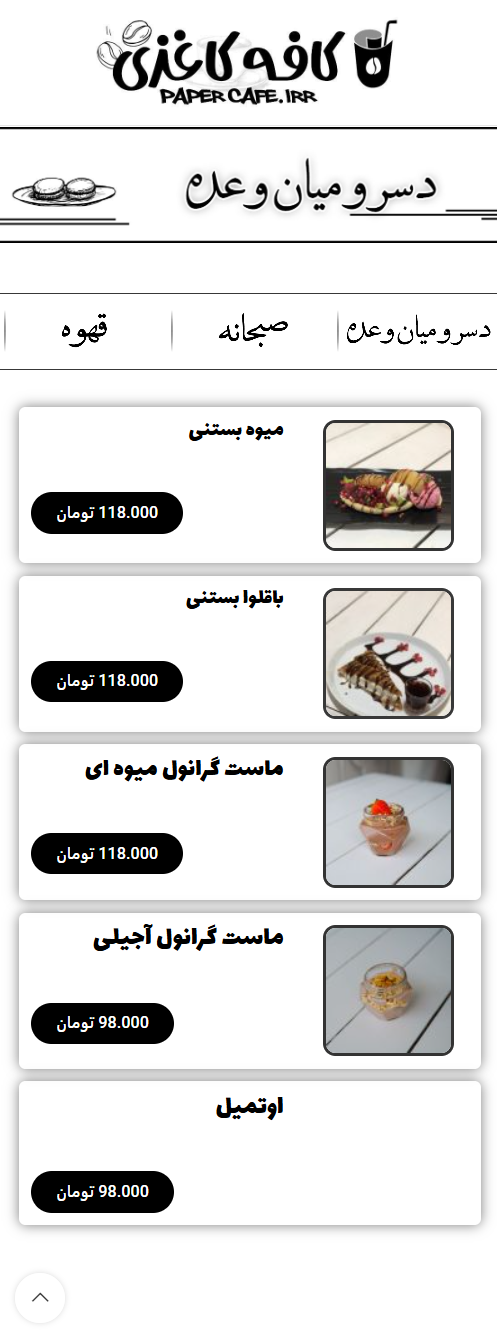 کافه کاغذی
PAPER CAFE.IRR
دسر و میان وعده
دسر و میان وعده
صبحانه
قهوه
میوه بستنی
118.000 تومان
باقلوا بستنی
118.000 تومان
ماست گرانول میوه ای
118.000 تومان
ماست گرانول آجیلی
98.000 تومان
اوتمیل
98.000 تومان